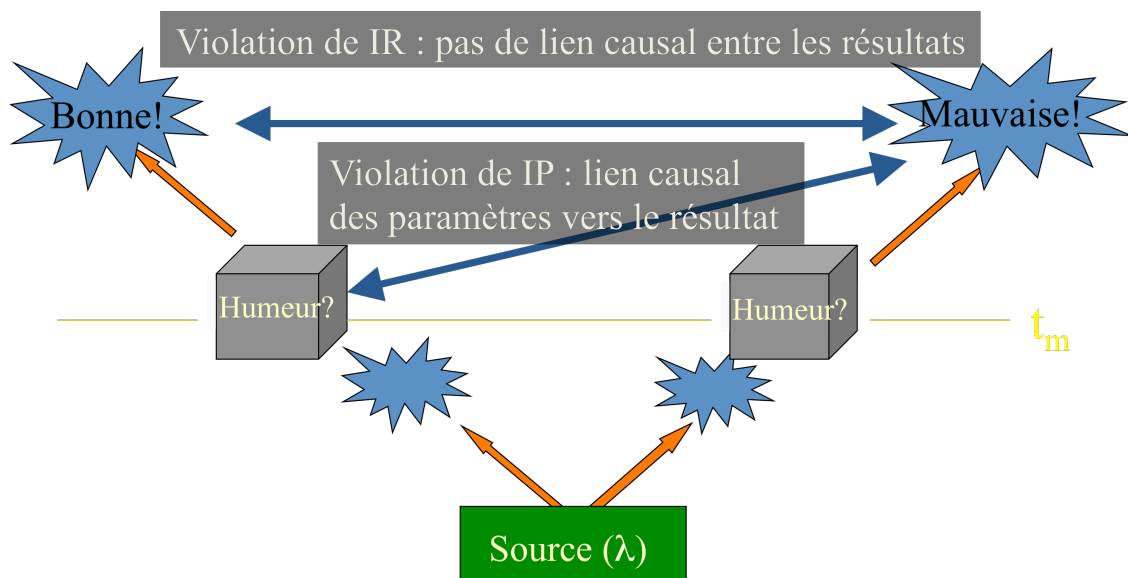 Violation de IR : pas de lien causal entre les résultats
Bonne!
Mauvaise!
Violation de IP : lien causal
des paramètres vers le résultat
Humeur?
Humeur?
tm
Source (λ)